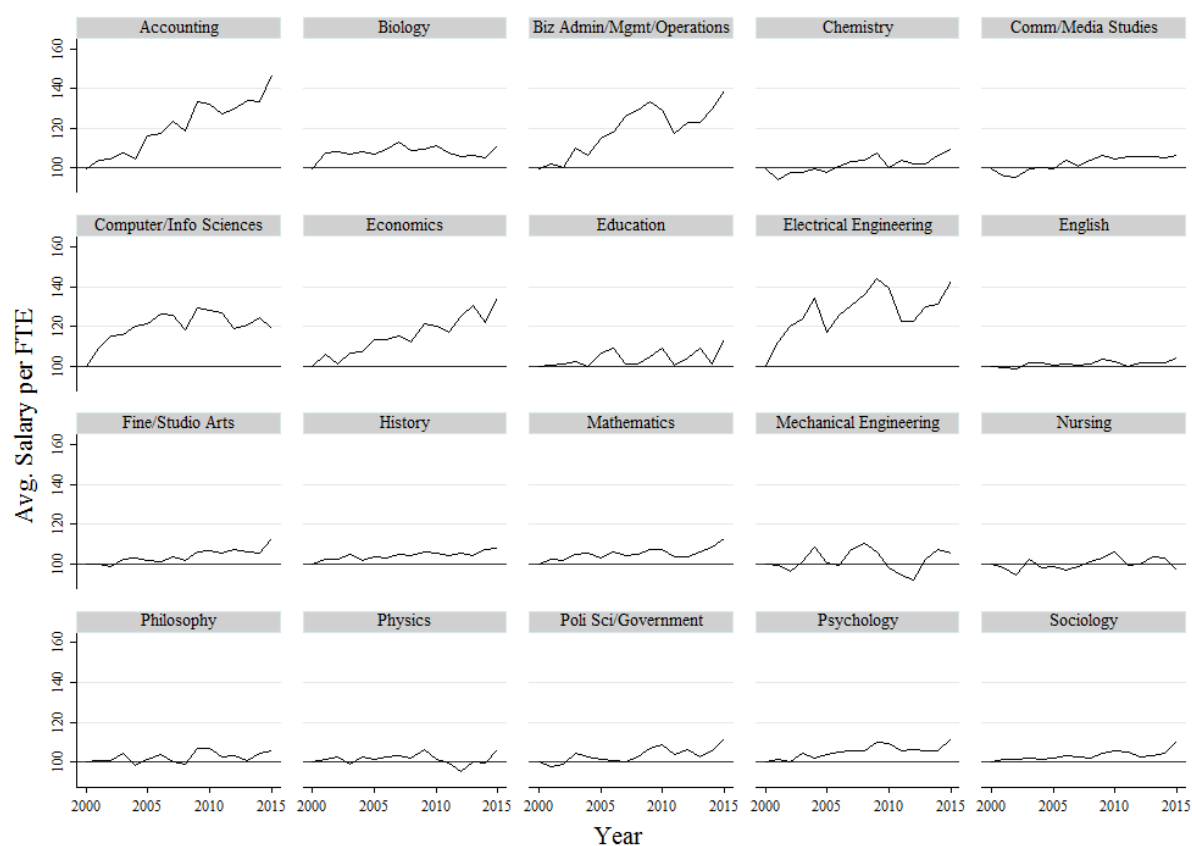 Accounting Biology Biz Admin/Mgmt/Operations Chemistry Comm/Media Studies
160
140
120
100
Computer/Info Sciences Economics Education Electrical Engineering English
160
140
120
100
Avg. Salary per FTE
Fine/Studio Arts History Mathematics Mechanical Engineering Nursing
160
140
120
100
Philosophy Physics Poli Sci/Government Psychology Sociology
160
140
120
100
2000 2005 2010 2015 2000 2005 2010 2015 2000 2005 2010 2015 2000 2005 2010 2015 2000 2005 2010 2015
Year